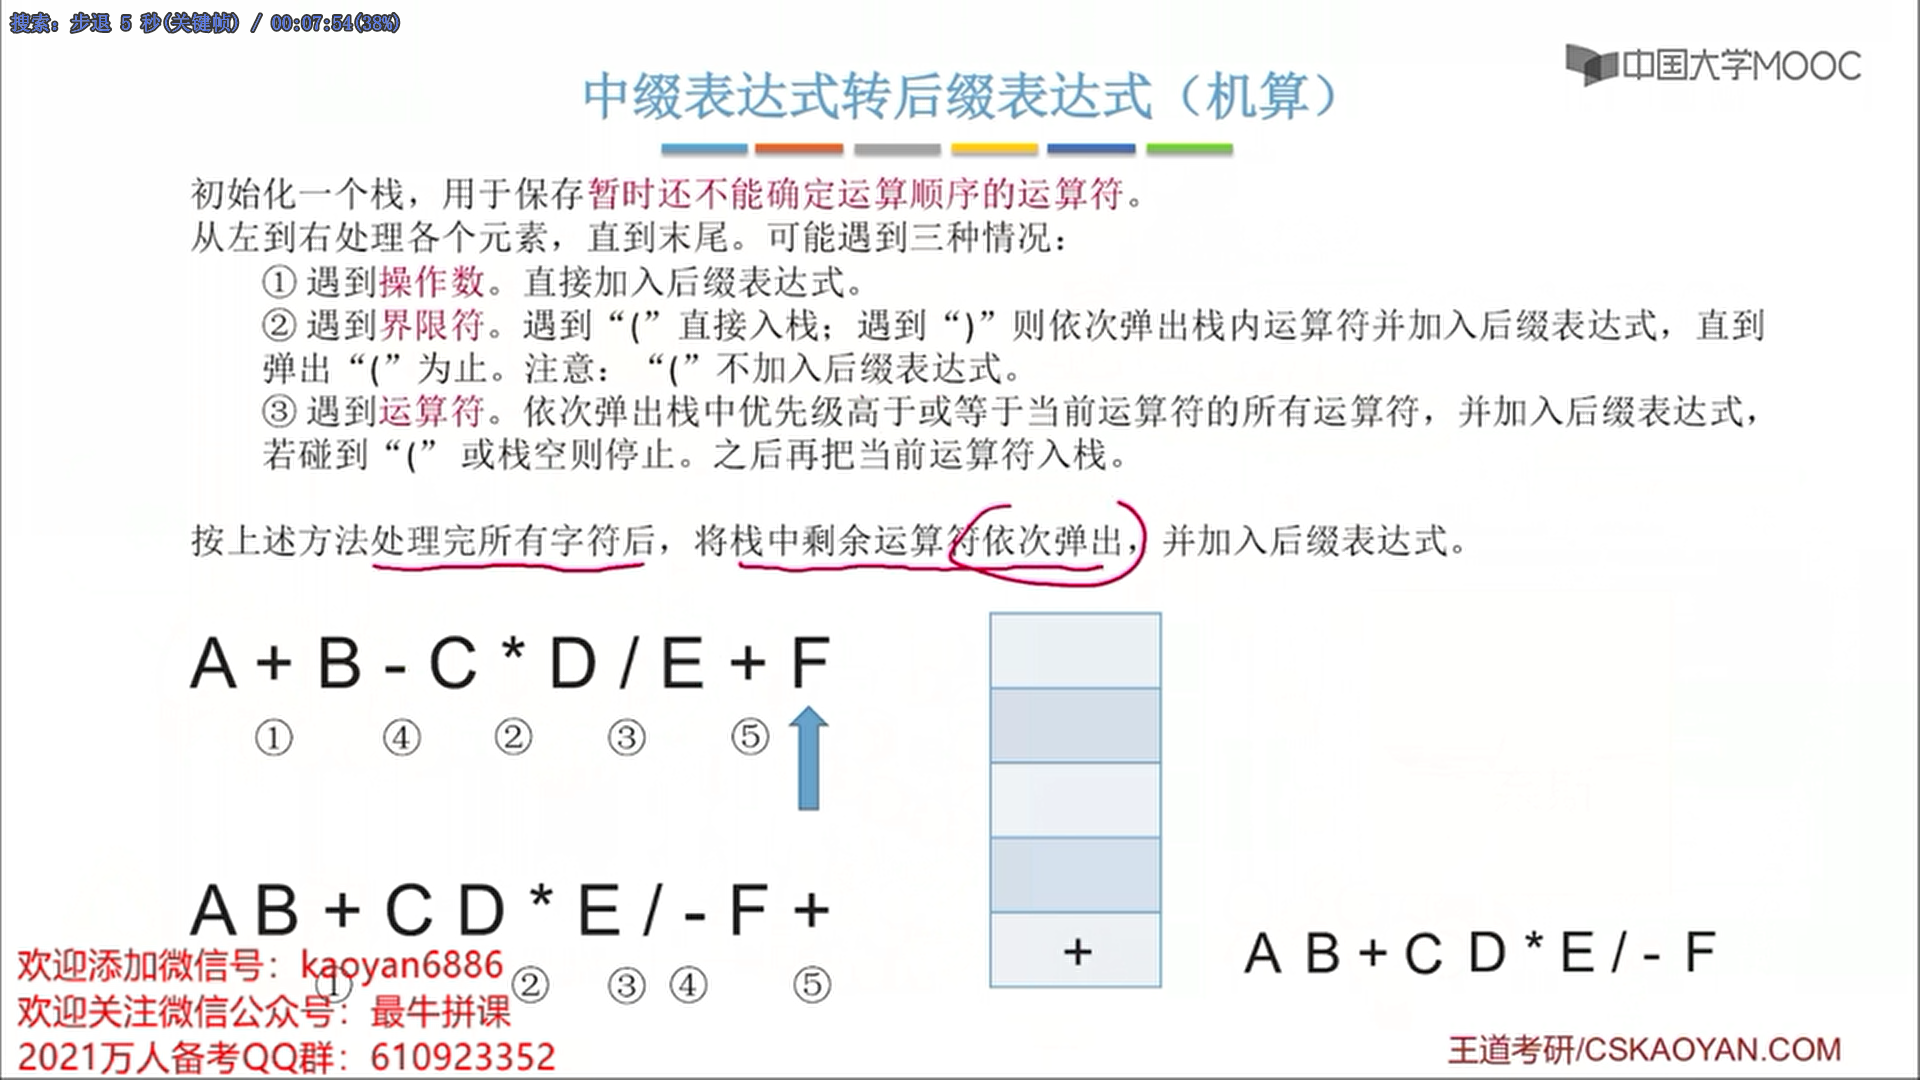 搜索: 步退 5 秒(关键帧) / 00:07:54(38%)
中国大学MOOC
中缀表达式转后缀表达式（机算）
初始化一个栈，用于保存暂时还不能确定运算顺序的运算符。
从左到右处理各个元素，直到末尾。可能遇到三种情况：
① 遇到操作数。直接加入后缀表达式。
② 遇到界限符。遇到“(”直接入栈；遇到“)”则依次弹出栈内运算符并加入后缀表达式，直到
弹出“(”为止。注意：“(”不加入后缀表达式。
③ 遇到运算符。依次弹出栈中优先级高于或等于当前运算符的所有运算符，并加入后缀表达式，
若碰到“(” 或栈空则停止。之后再把当前运算符入栈。
按上述方法处理完所有字符后，将栈中剩余运算符依次弹出，并加入后缀表达式。
A + B - C * D / E + F
① ④ ② ③ ⑤
A B + C D * E / - F +
① ② ③ ④ ⑤
+
A B + C D * E / - F
欢迎添加微信号：kaoyan6886
欢迎关注微信公众号：最牛拼课
2021万人备考QQ群：610923352
王道考研/CSKAOYAN.COM